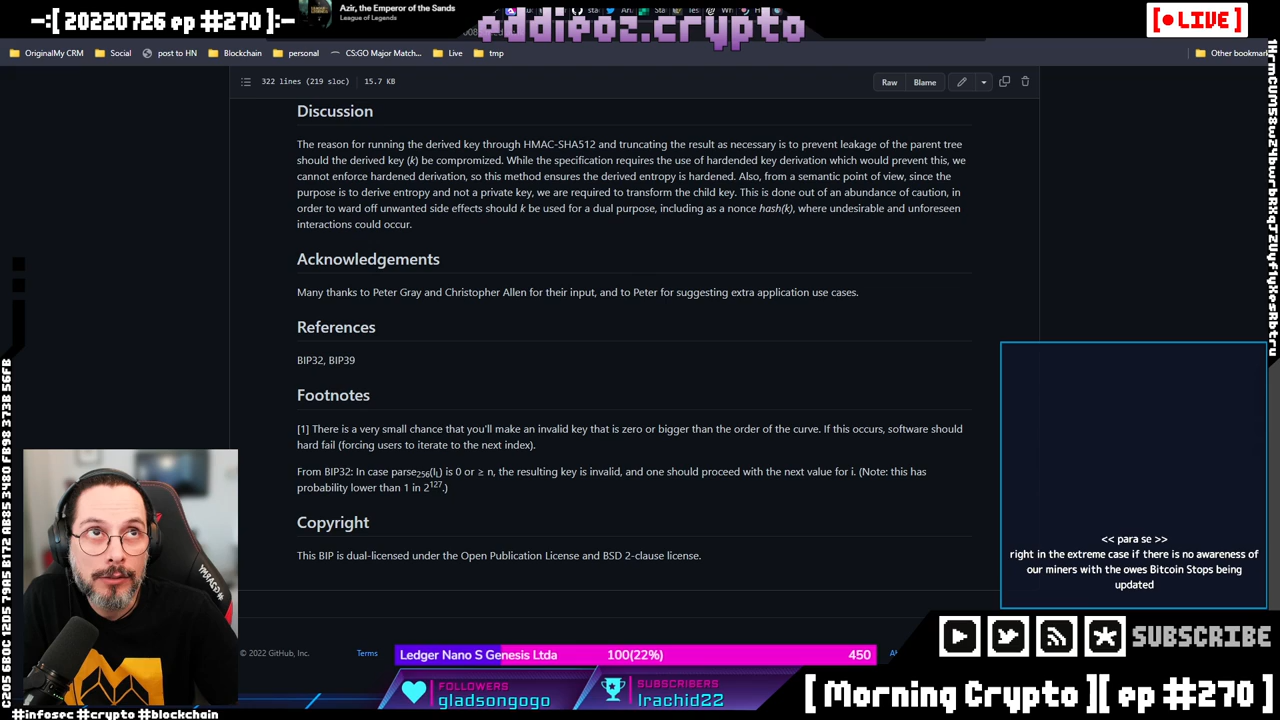 -:[ 20220726 ep #270 ]:-
Azir, the Emperor of the Sands
League of Legends
eddieoz.crypto
[• LIVE]
OriginalMy CRM
Social
post to HN
Blockchain
personal
CS:GO Major Match...
Live
tmp
Other bookmar
322 lines (219 sloc)
15.7 KB
Raw
Blame
Discussion
The reason for running the derived key through HMAC-SHA512 and truncating the result as necessary is to prevent leakage of the parent tree
should the derived key (k) be compromized. While the specification requires the use of hardended key derivation which would prevent this, we
cannot enforce hardened derivation, so this method ensures the derived entropy is hardened. Also, from a semantic point of view, since the
purpose is to derive entropy and not a private key, we are required to transform the child key. This is done out of an abundance of caution, in
order to ward off unwanted side effects should k be used for a dual purpose, including as a nonce hash(k), where undesirable and unforeseen
interactions could occur.
Acknowledgements
Many thanks to Peter Gray and Christopher Allen for their input, and to Peter for suggesting extra application use cases.
References
BIP32, BIP39
Footnotes
[1] There is a very small chance that you'll make an invalid key that is zero or bigger than the order of the curve. If this occurs, software should
hard fail (forcing users to iterate to the next index).
From BIP32: In case parse256(IL) is 0 or ≥ n, the resulting key is invalid, and one should proceed with the next value for i. (Note: this has
probability lower than 1 in 2^127.)
Copyright
This BIP is dual-licensed under the Open Publication License and BSD 2-clause license.
<< para se >>
right in the extreme case if there is no awareness of
our miners with the owes Bitcoin Stops being
updated
© 2022 GitHub, Inc.
Terms
Ledger Nano S Genesis Ltda
100(22%)
450
FOLLOWERS
gladsongogo
SUBSCRIBERS
lrachid22
SUBSCRIBE
[ Morning Crypto ][ ep #270 ]
#infosec #crypto #blockchain